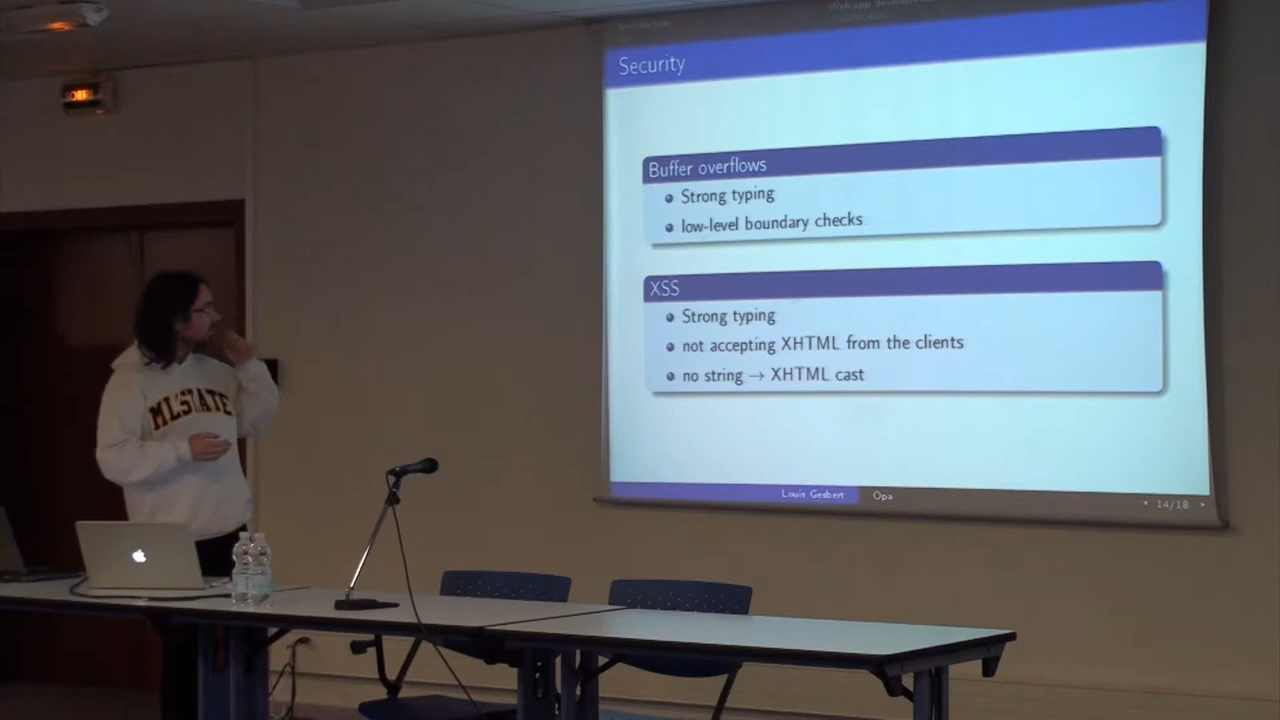 Security
Buffer overflows
Strong typing
low-level boundary checks
XSS
Strong typing
not accepting XHTML from the clients
no string → XHTML cast
Louis Gesbert Opa
14/18
MLSTATE